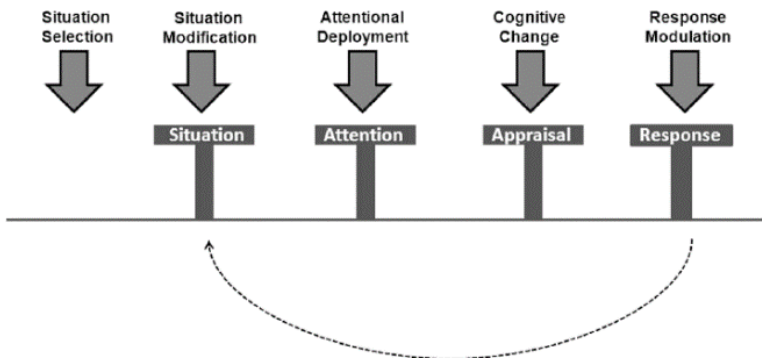 Situation
Selection
Situation
Modification
Attentional
Deployment
Cognitive
Change
Response
Modulation
Situation
Attention
Appraisal
Response